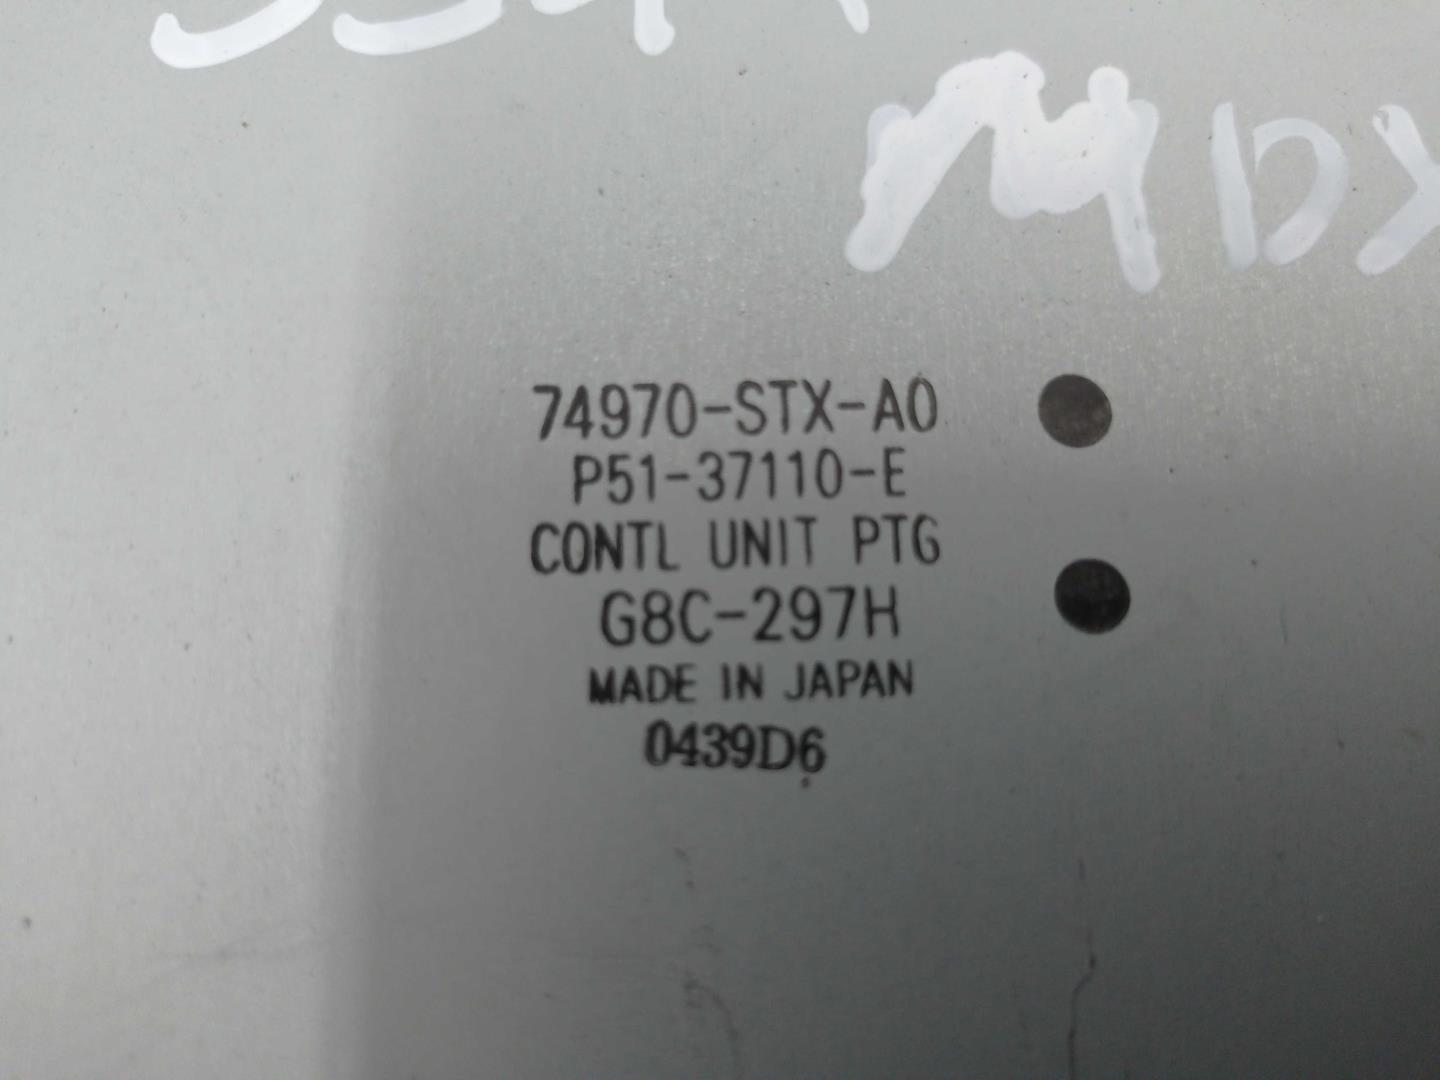 MDX
74970-STX-A0
P51-37110-E
CONTL UNIT PTG
G8C-297H
MADE IN JAPAN
0439D6